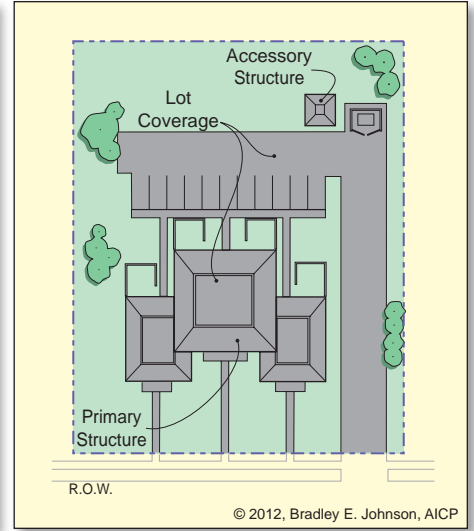 Accessory
Structure
Lot
Coverage
Primary
Structure
R.O.W.
© 2012, Bradley E. Johnson, AICP